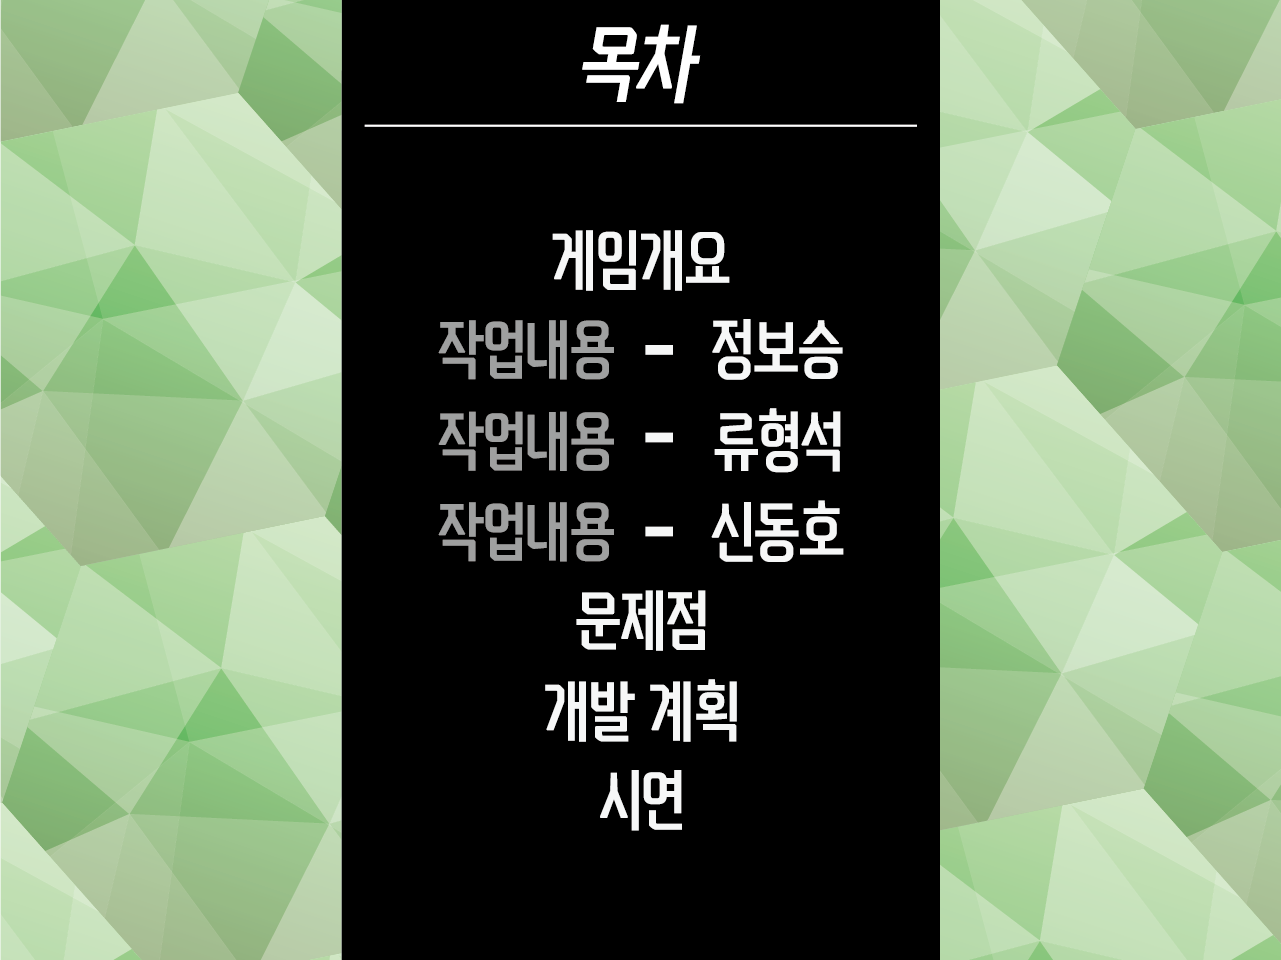 목차
게임개요
작업내용 - 정보승
작업내용 - 류형석
작업내용 - 신동호
문제점
개발 계획
시연